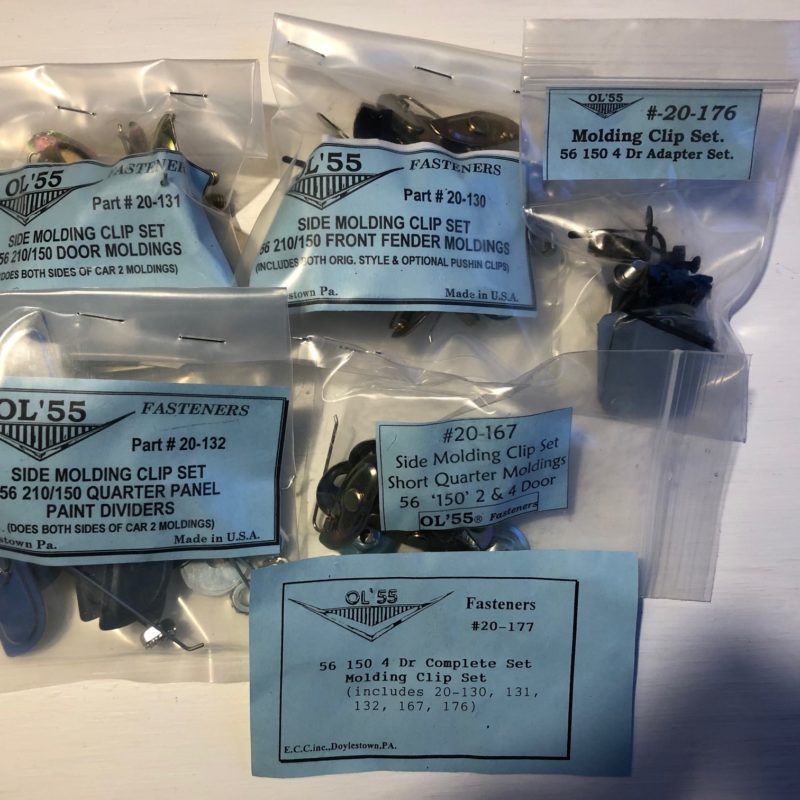 OL'55 FASTENERS
Part # 20-131
SIDE MOLDING CLIP SET
56 210/150 DOOR MOLDINGS
DOES BOTH SIDES OF CAR 2 MOLDINGS)
OL'55 FASTENERS
Part # 20-130
SIDE MOLDING CLIP SET
56 210/150 FRONT FENDER MOLDINGS
(INCLUDES BOTH ORIG. STYLE & OPTIONAL PUSHIN CLIPS)
lestown Pa. Made in U.S.A.
OL'55 #-20-176
Molding Clip Set.
56 150 4 Dr Adapter Set.
OL'55 FASTENERS
Part # 20-132
SIDE MOLDING CLIP SET
56 210/150 QUARTER PANEL
PAINT DIVIDERS
(DOES BOTH SIDES OF CAR 2 MOLDINGS)
lestown Pa. Made in U.S.A.
#20-167
Side Molding Clip Set
Short Quarter Moldings
56 '150' 2 & 4 Door
OL'55® Fasteners
OL'55 Fasteners
#20-177
56 150 4 Dr Complete Set
Molding Clip Set
(includes 20-130, 131,
132, 167, 176)
E.C.C.inc.,Doylestown,PA.